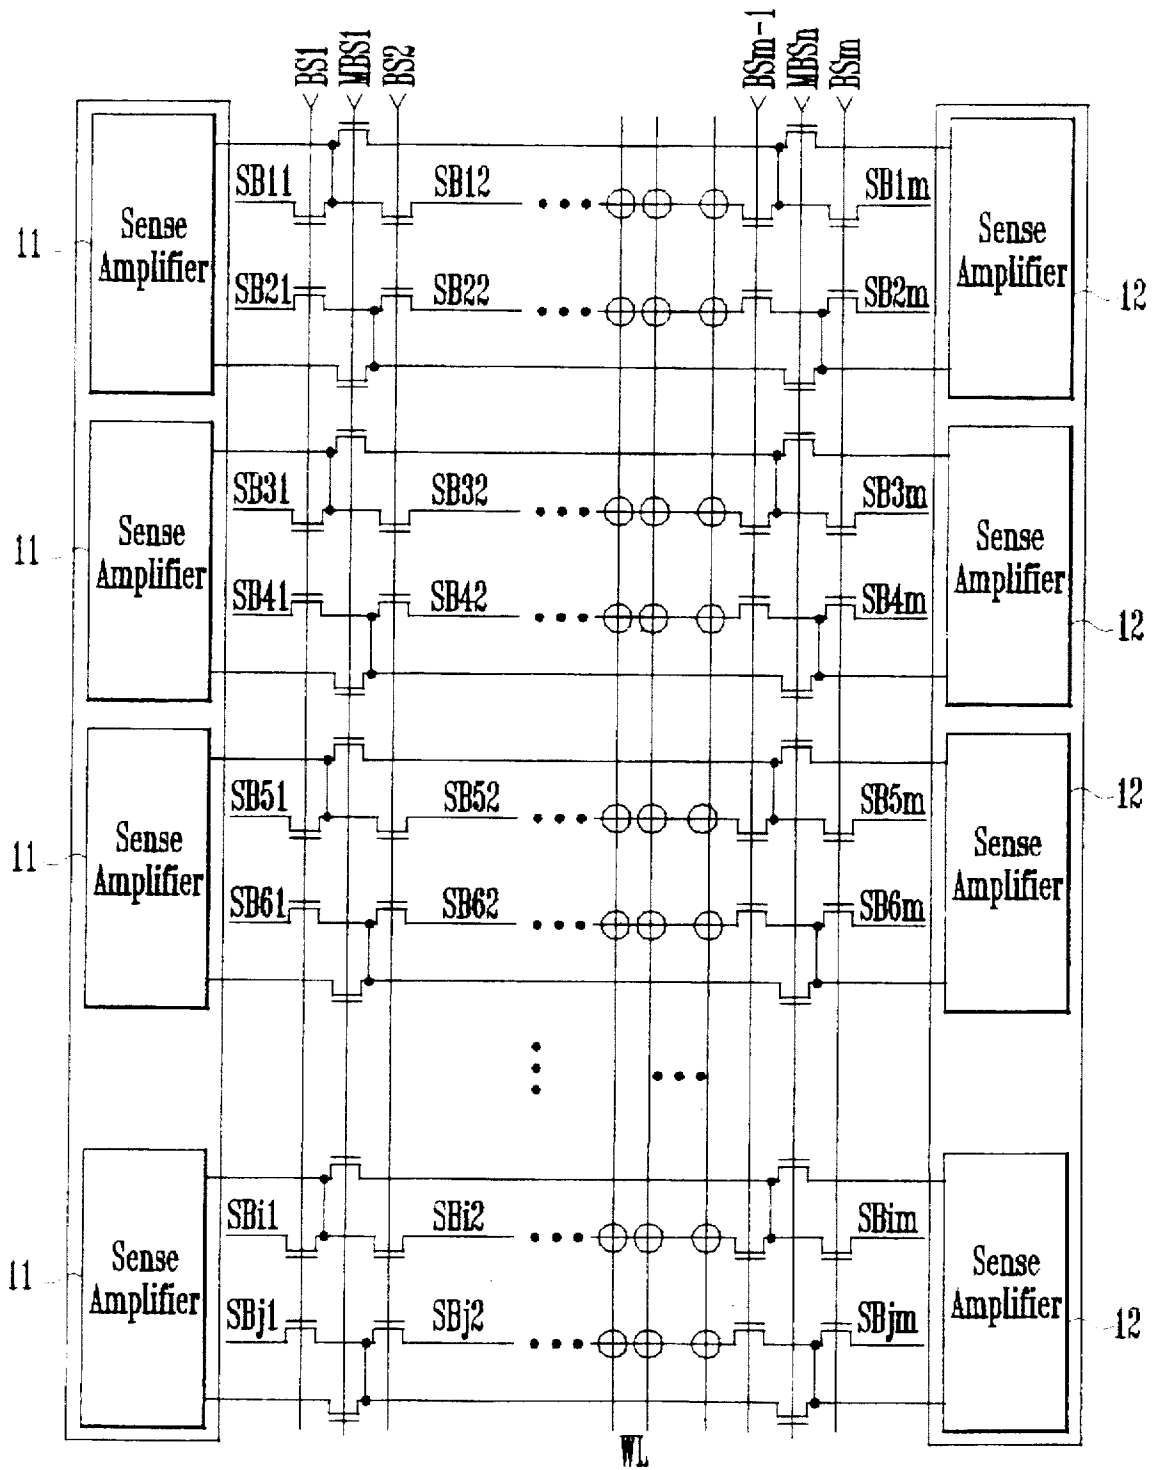 BS1
MBS1
BS2
BSm-1
MBSn
BSm
SB11
SB12
SB1m
11
Sense
Amplifier
Sense
Amplifier
12
SB21
SB22
SB2m
SB31
SB32
SB3m
11
Sense
Amplifier
Sense
Amplifier
12
SB41
SB42
SB4m
SB51
SB52
SB5m
11
Sense
Amplifier
Sense
Amplifier
12
SB61
SB62
SB6m
SBi1
SBi2
SBim
11
Sense
Amplifier
Sense
Amplifier
12
SBj1
SBj2
SBjm
WL